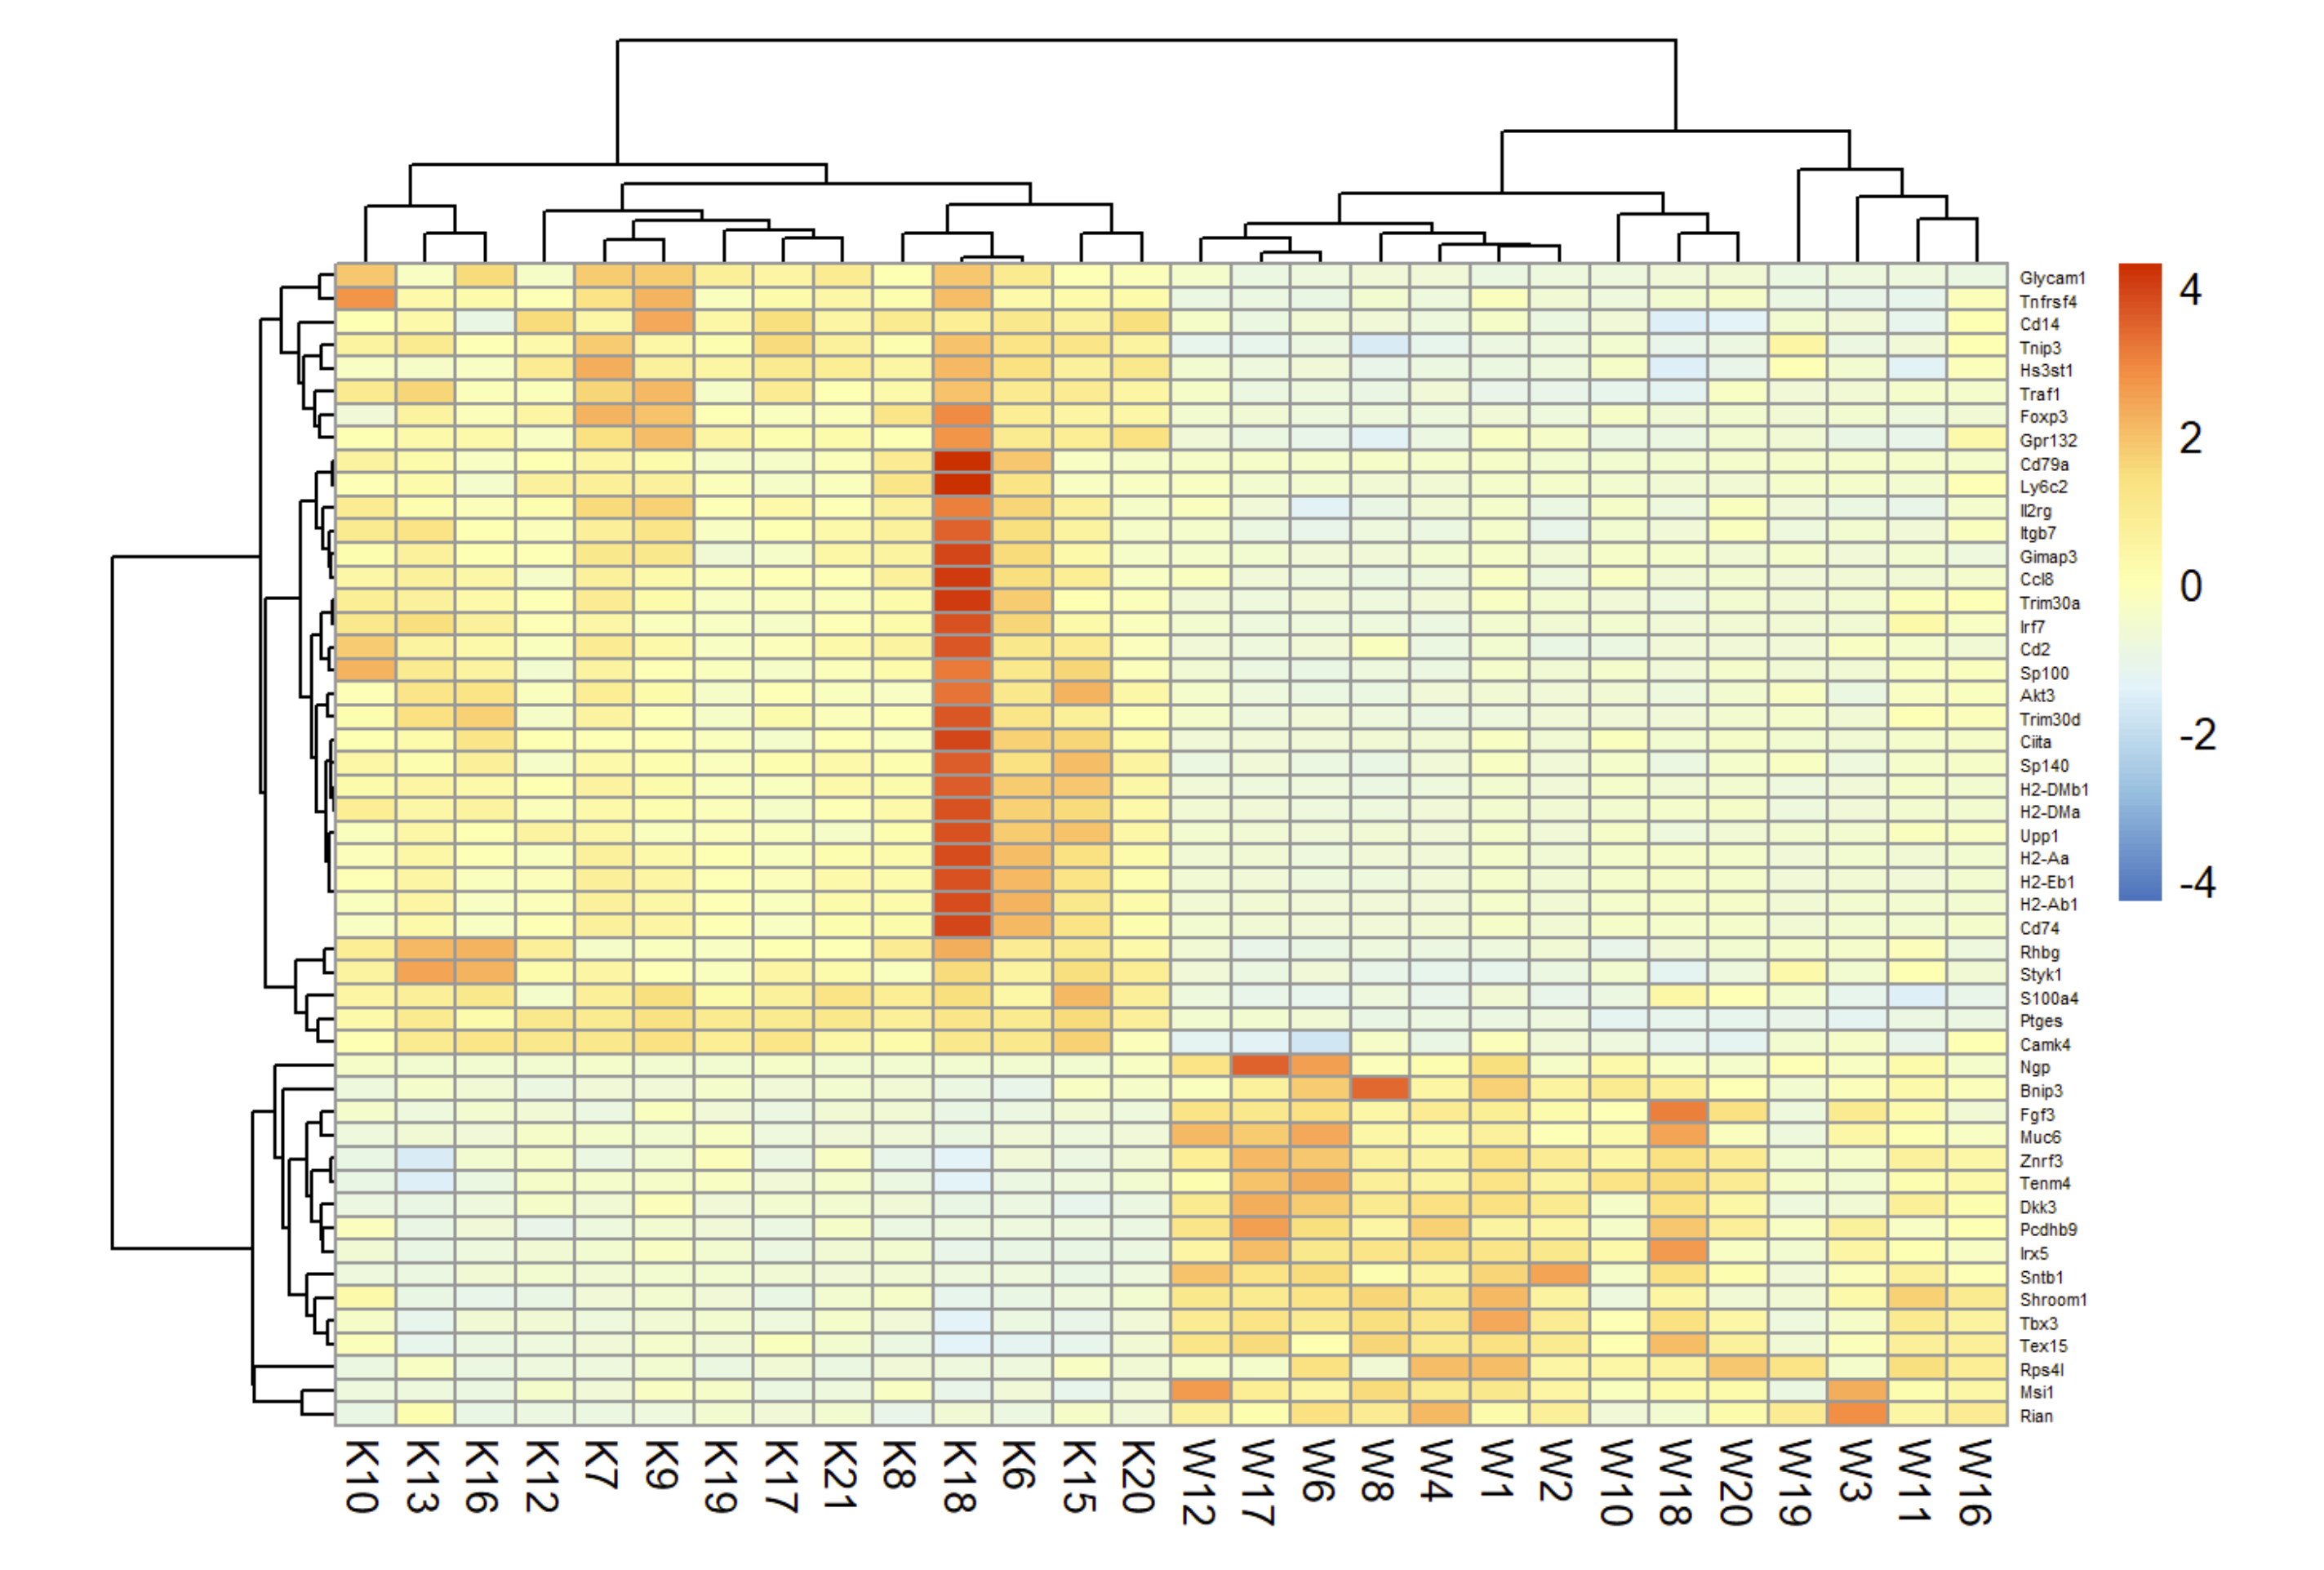 Glycam1
Tnfrsf4
Cd14
Tnip3
Hs3st1
Traf1
Foxp3
Gpr132
Cd79a
Ly6c2
Il2rg
Itgb7
Gimap3
Ccl8
Trim30a
Irf7
Cd2
Sp100
Akt3
Trim30d
Ciita
Sp140
H2-DMb1
H2-DMa
Upp1
H2-Aa
H2-Eb1
H2-Ab1
Cd74
Rhbg
Styk1
S100a4
Ptges
Camk4
Ngp
Bnip3
Fgf3
Muc6
Znrf3
Tenm4
Dkk3
Pcdhb9
Irx5
Sntb1
Shroom1
Tbx3
Tex15
Rps4l
Msi1
Rian
4
2
0
-2
-4
K10 K13 K16 K12 K7 K9 K19 K17 K21 K8 K18 K6 K15 K20 W12 W17 W6 W8 W4 W1 W2 W10 W18 W20 W19 W3 W11 W16